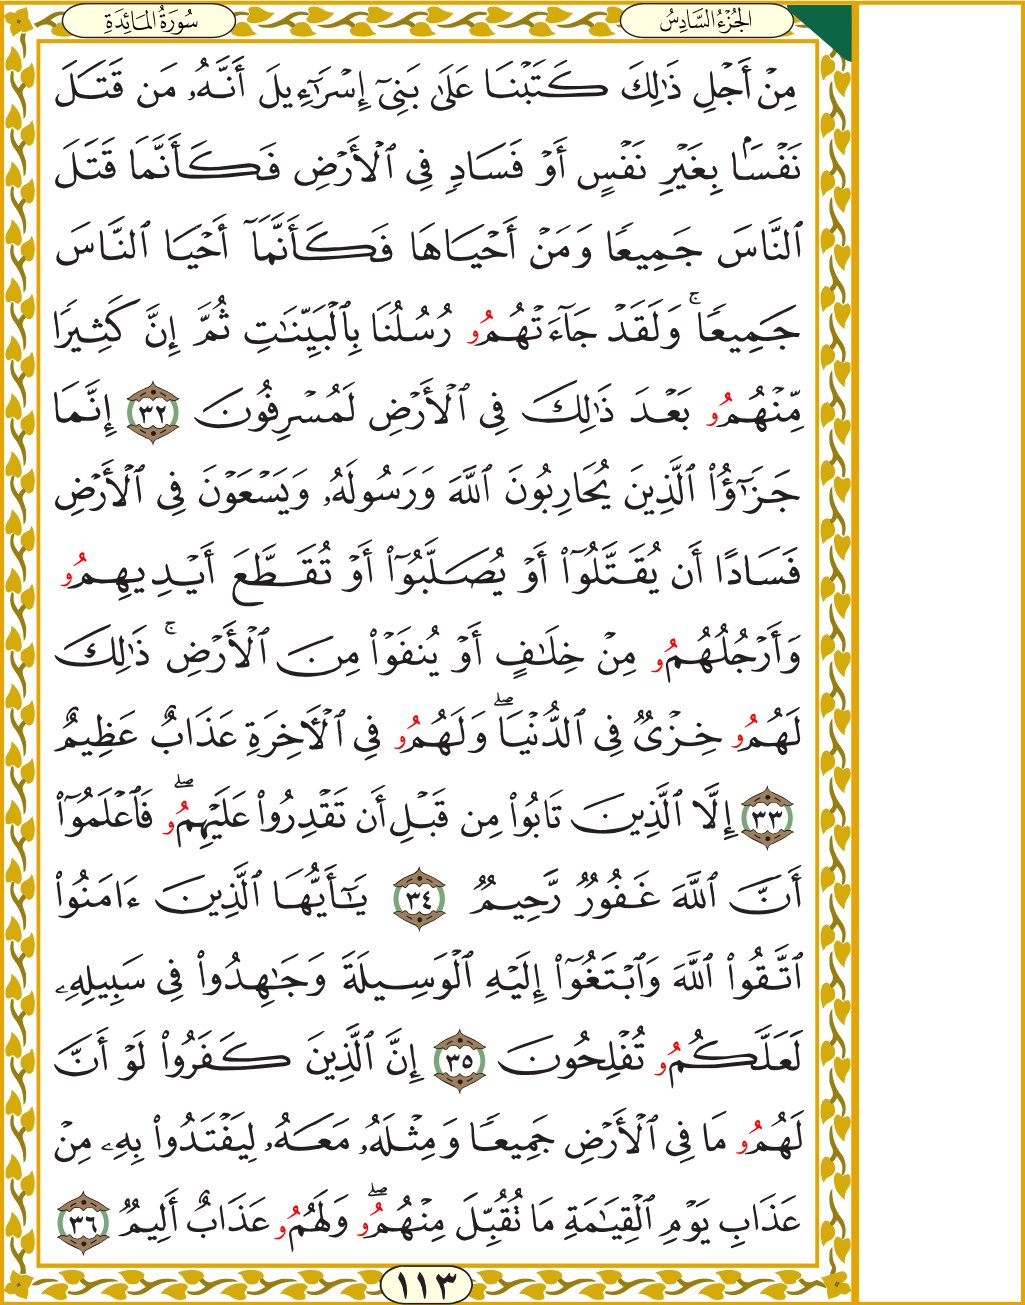 سُورَةُ المَائِدَةِ
الجُزْءُ السَّادِسُ
مِنْ أَجْلِ ذَٰلِكَ كَتَبْنَا عَلَىٰ بَنِىٓ إِسْرَٰٓءِيلَ أَنَّهُۥ مَن قَتَلَ
نَفْسَۢا بِغَيْرِ نَفْسٍ أَوْ فَسَادٍ فِى ٱلْأَرْضِ فَكَأَنَّمَا قَتَلَ
ٱلنَّاسَ جَمِيعًا وَمَنْ أَحْيَاهَا فَكَأَنَّمَآ أَحْيَا ٱلنَّاسَ
جَمِيعًا ۚ وَلَقَدْ جَآءَتْهُمُو رُسُلُنَا بِٱلْبَيِّنَٰتِ ثُمَّ إِنَّ كَثِيرًا
مِّنْهُمُو بَعْدَ ذَٰلِكَ فِى ٱلْأَرْضِ لَمُسْرِفُونَ ٣٢ إِنَّمَا
جَزَٰٓؤُا۟ ٱلَّذِينَ يُحَارِبُونَ ٱللَّهَ وَرَسُولَهُۥ وَيَسْعَوْنَ فِى ٱلْأَرْضِ
فَسَادًا أَن يُقَتَّلُوٓا۟ أَوْ يُصَلَّبُوٓا۟ أَوْ تُقَطَّعَ أَيْدِيهِمُو
وَأَرْجُلُهُمُو مِنْ خِلَٰفٍ أَوْ يُنفَوْا۟ مِنَ ٱلْأَرْضِ ۚ ذَٰلِكَ
لَهُمُو خِزْىٌ فِى ٱلدُّنْيَا ۖ وَلَهُمُو فِى ٱلْأَخِرَةِ عَذَابٌ عَظِيمٌ
٣٣ إِلَّا ٱلَّذِينَ تَابُوا۟ مِن قَبْلِ أَن تَقْدِرُوا۟ عَلَيْهِمُو ۖ فَٱعْلَمُوٓا۟
أَنَّ ٱللَّهَ غَفُورٌ رَّحِيمٌ ٣٤ يَٰٓأَيُّهَا ٱلَّذِينَ ءَامَنُوا۟
ٱتَّقُوا۟ ٱللَّهَ وَٱبْتَغُوٓا۟ إِلَيْهِ ٱلْوَسِيلَةَ وَجَٰهِدُوا۟ فِى سَبِيلِهِۦ
لَعَلَّكُمُو تُفْلِحُونَ ٣٥ إِنَّ ٱلَّذِينَ كَفَرُوا۟ لَوْ أَنَّ
لَهُمُو مَا فِى ٱلْأَرْضِ جَمِيعًا وَمِثْلَهُۥ مَعَهُۥ لِيَفْتَدُوا۟ بِهِۦ مِنْ
عَذَابِ يَوْمِ ٱلْقِيَٰمَةِ مَا تُقُبِّلَ مِنْهُمُو ۖ وَلَهُمُو عَذَابٌ أَلِيمٌ ٣٦
١١٣